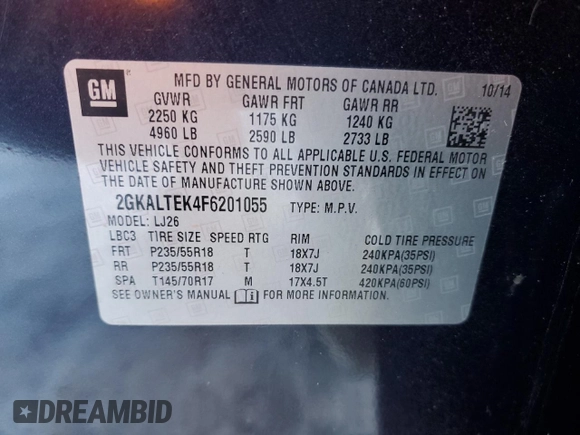 GM
MFD BY GENERAL MOTORS OF CANADA LTD. 10/14
GVWR GAWR FRT GAWR RR
2250 KG 1175 KG 1240 KG
4960 LB 2590 LB 2733 LB
THIS VEHICLE CONFORMS TO ALL APPLICABLE U.S. FEDERAL MOTOR
VEHICLE SAFETY AND THEFT PREVENTION STANDARDS IN EFFECT ON
THE DATE OF MANUFACTURE SHOWN ABOVE.
2GKALTEK4F6201055 TYPE: M.P.V.
MODEL: LJ26
LBC3 TIRE SIZE SPEED RTG RIM COLD TIRE PRESSURE
FRT P235/55R18 T 18X7J 240KPA(35PSI)
RR P235/55R18 T 18X7J 240KPA(35PSI)
SPA T145/70R17 M 17X4.5T 420KPA(60PSI)
SEE OWNER'S MANUAL FOR MORE INFORMATION
DREAMBID